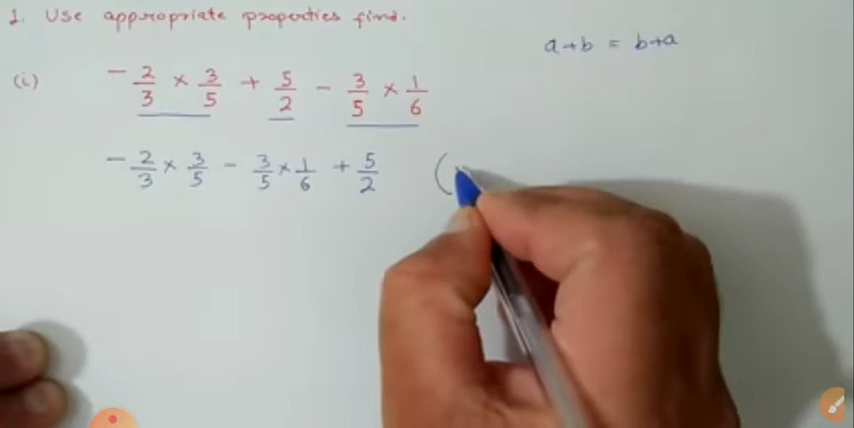 1. Use appropriate properties find.
a+b = b+a
(i) - 2/3 × 3/5 + 5/2 - 3/5 × 1/6
- 2/3 × 3/5 - 3/5 × 1/6 + 5/2 (